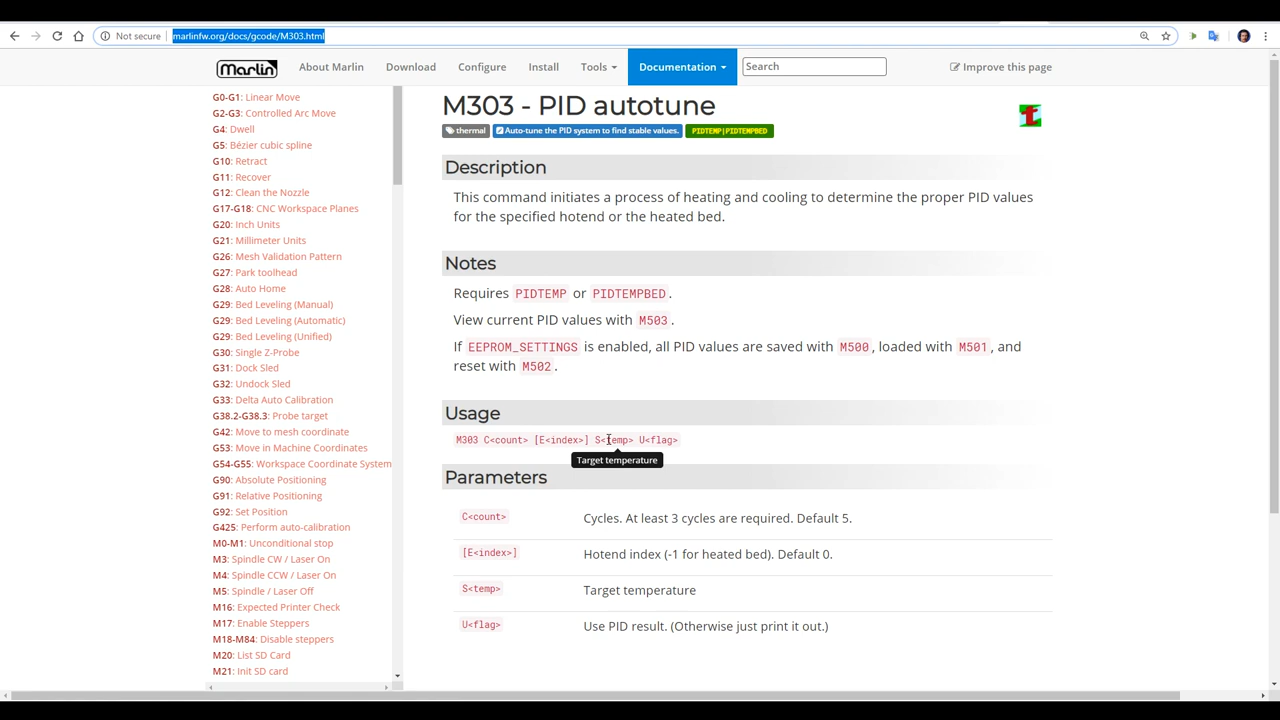 Not secure
marlinfw.org/docs/gcode/M303.html
Marlin
About Marlin
Download
Configure
Install
Tools
Documentation
Search
Improve this page
G0-G1: Linear Move
G2-G3: Controlled Arc Move
G4: Dwell
G5: Bézier cubic spline
G10: Retract
G11: Recover
G12: Clean the Nozzle
G17-G18: CNC Workspace Planes
G20: Inch Units
G21: Millimeter Units
G26: Mesh Validation Pattern
G27: Park toolhead
G28: Auto Home
G29: Bed Leveling (Manual)
G29: Bed Leveling (Automatic)
G29: Bed Leveling (Unified)
G30: Single Z-Probe
G31: Dock Sled
G32: Undock Sled
G33: Delta Auto Calibration
G38.2-G38.3: Probe target
G42: Move to mesh coordinate
G53: Move in Machine Coordinates
G54-G55: Workspace Coordinate System
G90: Absolute Positioning
G91: Relative Positioning
G92: Set Position
G425: Perform auto-calibration
M0-M1: Unconditional stop
M3: Spindle CW / Laser On
M4: Spindle CCW / Laser On
M5: Spindle / Laser Off
M16: Expected Printer Check
M17: Enable Steppers
M18-M84: Disable steppers
M20: List SD Card
M21: Init SD card
M303 - PID autotune
thermal
Auto-tune the PID system to find stable values.
PIDTEMP|PIDTEMPBED
Description
This command initiates a process of heating and cooling to determine the proper PID values
for the specified hotend or the heated bed.
Notes
Requires PIDTEMP or PIDTEMPBED.
View current PID values with M503.
If EEPROM_SETTINGS is enabled, all PID values are saved with M500, loaded with M501, and
reset with M502.
Usage
M303 C<count> [E<index>] S<temp> U<flag>
Target temperature
Parameters
C<count> Cycles. At least 3 cycles are required. Default 5.
[E<index>] Hotend index (-1 for heated bed). Default 0.
S<temp> Target temperature
U<flag> Use PID result. (Otherwise just print it out.)